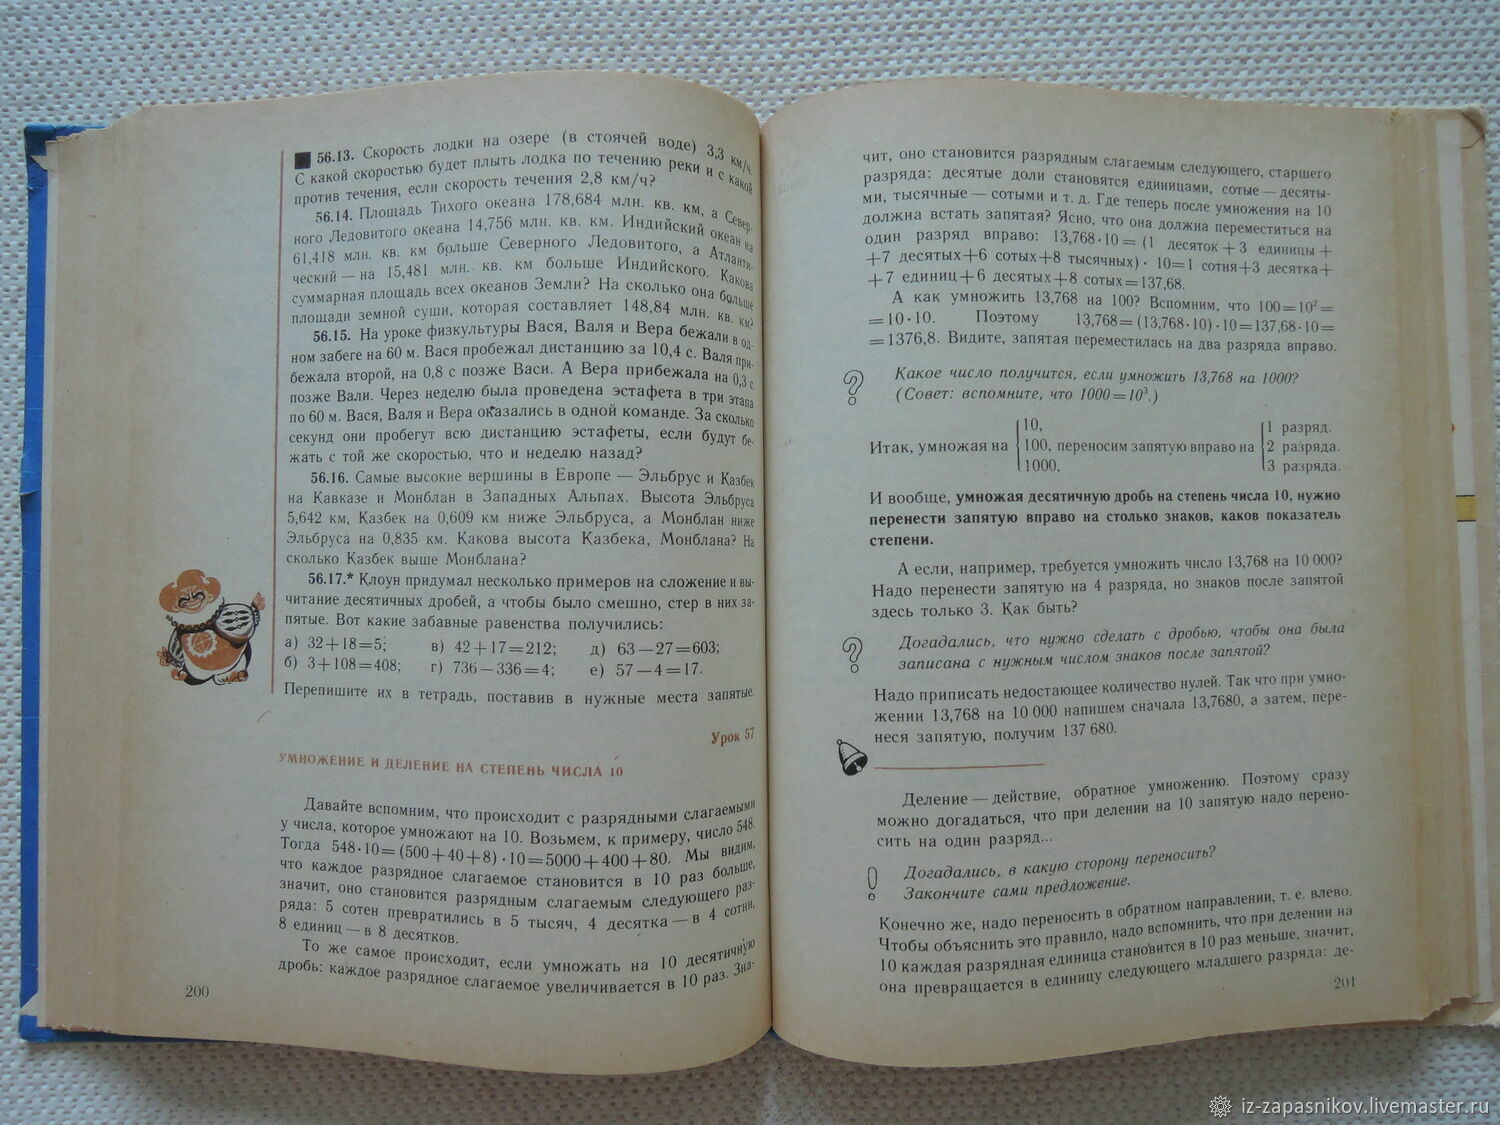 56.13. Скорость лодки на озере (в стоячей воде) 3,3 км/ч.
С какой скоростью будет плыть лодка по течению реки и с какой
против течения, если скорость течения 2,8 км/ч?
56.14. Площадь Тихого океана 178,684 млн. кв. км, а Север-
ного Ледовитого океана 14,756 млн. кв. км. Индийский океан на
61,418 млн. кв. км больше Северного Ледовитого, а Атланти-
ческий — на 15,481 млн. кв. км больше Индийского. Какова
суммарная площадь всех океанов Земли? На сколько она больше
площади земной суши, которая составляет 148,84 млн. кв. км?
56.15. На уроке физкультуры Вася, Валя и Вера бежали в од-
ном забеге на 60 м. Вася пробежал дистанцию за 10,4 с. Валя при-
бежала второй, на 0,8 с позже Васи. А Вера прибежала на 0,3 с
позже Вали. Через неделю была проведена эстафета в три этапа
по 60 м. Вася, Валя и Вера оказались в одной команде. За сколько
секунд они пробегут всю дистанцию эстафеты, если будут бе-
жать с той же скоростью, что и неделю назад?
56.16. Самые высокие вершины в Европе — Эльбрус и Казбек
на Кавказе и Монблан в Западных Альпах. Высота Эльбруса
5,642 км, Казбек на 0,609 км ниже Эльбруса, а Монблан ниже
Эльбруса на 0,835 км. Какова высота Казбека, Монблана? На
сколько Казбек выше Монблана?
56.17.* Клоун придумал несколько примеров на сложение и вы-
читание десятичных дробей, а чтобы было смешно, стер в них за-
пятые. Вот какие забавные равенства получились:
а) 32+18=5; в) 42+17=212; д) 63−27=603;
б) 3+108=408; г) 736−336=4; е) 57−4=17.
Перепишите их в тетрадь, поставив в нужные места запятые.
Урок 57
УМНОЖЕНИЕ И ДЕЛЕНИЕ НА СТЕПЕНЬ ЧИСЛА 10
Давайте вспомним, что происходит с разрядными слагаемыми
у числа, которое умножают на 10. Возьмем, к примеру, число 548.
Тогда 548·10=(500+40+8)·10=5000+400+80. Мы видим,
что каждое разрядное слагаемое становится в 10 раз больше,
значит, оно становится разрядным слагаемым следующего раз-
ряда: 5 сотен превратились в 5 тысяч, 4 десятка — в 4 сотни,
8 единиц — в 8 десятков.
То же самое происходит, если умножать на 10 десятичную
дробь: каждое разрядное слагаемое увеличивается в 10 раз. Зна-
200
чит, оно становится разрядным слагаемым следующего, старшего
разряда: десятые доли становятся единицами, сотые — десяты-
ми, тысячные — сотыми и т. д. Где теперь после умножения на 10
должна встать запятая? Ясно, что она должна переместиться на
один разряд вправо: 13,768·10=(1 десяток+3 единицы+
+7 десятых+6 сотых+8 тысячных)· 10=1 сотня+3 десятка+
+7 единиц+6 десятых+8 сотых=137,68.
А как умножить 13,768 на 100? Вспомним, что 100=10²=
=10·10. Поэтому 13,768=(13,768·10)·10=137,68·10=
=1376,8. Видите, запятая переместилась на два разряда вправо.
Какое число получится, если умножить 13,768 на 1000?
(Совет: вспомните, что 1000=10³.)
10, 1 разряд.
Итак, умножая на 100, переносим запятую вправо на 2 разряда.
1000, 3 разряда.
И вообще, умножая десятичную дробь на степень числа 10, нужно
перенести запятую вправо на столько знаков, каков показатель
степени.
А если, например, требуется умножить число 13,768 на 10 000?
Надо перенести запятую на 4 разряда, но знаков после запятой
здесь только 3. Как быть?
Догадались, что нужно сделать с дробью, чтобы она была
записана с нужным числом знаков после запятой?
Надо приписать недостающее количество нулей. Так что при умно-
жении 13,768 на 10 000 напишем сначала 13,7680, а затем, пере-
неся запятую, получим 137 680.
Деление — действие, обратное умножению. Поэтому сразу
можно догадаться, что при делении на 10 запятую надо перено-
сить на один разряд...
Догадались, в какую сторону переносить?
Закончите сами предложение.
Конечно же, надо переносить в обратном направлении, т. е. влево.
Чтобы объяснить это правило, надо вспомнить, что при делении на
10 каждая разрядная единица становится в 10 раз меньше, значит,
она превращается в единицу следующего младшего разряда: де-
201
iz-zapasnikov.livemaster.ru